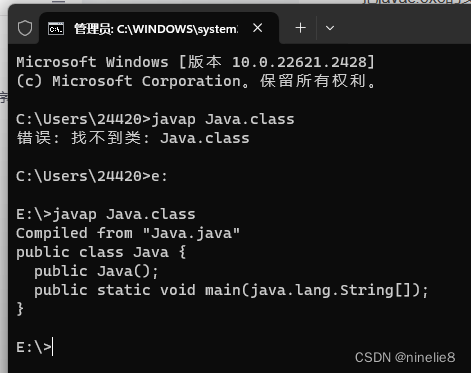 管理员: C:\WINDOWS\system
Microsoft Windows [版本 10.0.22621.2428]
(c) Microsoft Corporation。保留所有权利。
C:\Users\24420>javap Java.class
错误: 找不到类: Java.class
C:\Users\24420>e:
E:\>javap Java.class
Compiled from "Java.java"
public class Java {
  public Java();
  public static void main(java.lang.String[]);
}
E:\>
CSDN @ninelie8